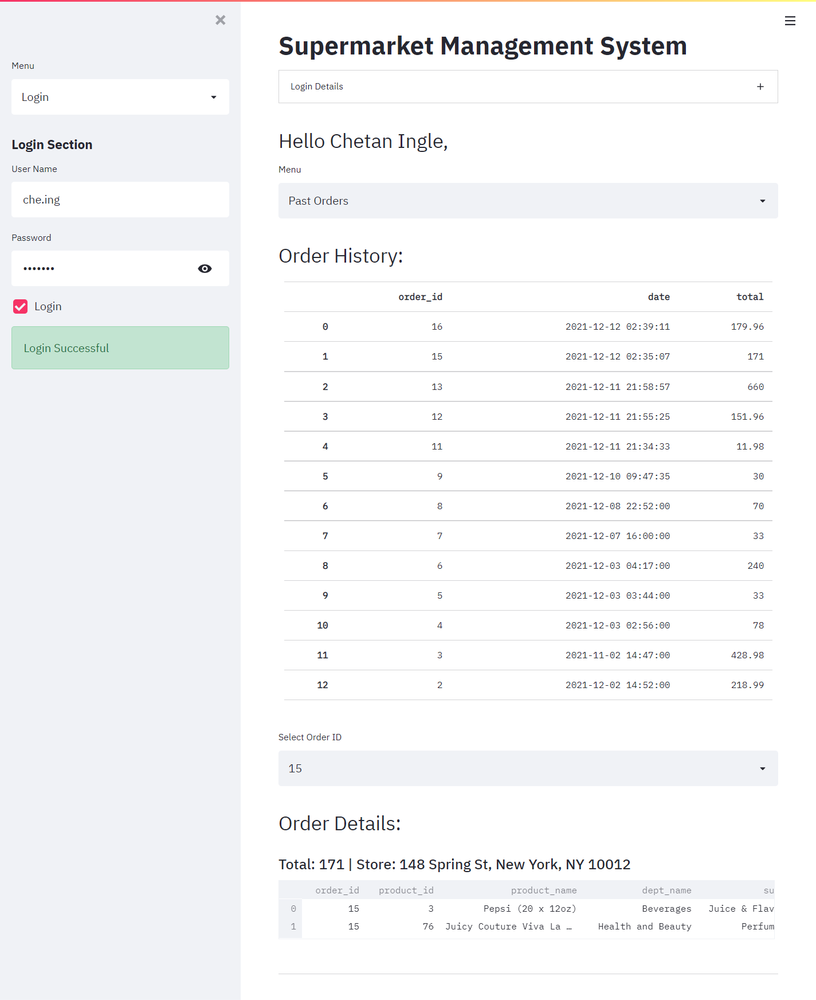 Menu
Login
Login Section
User Name
che.ing
Password
•••••••
Login
Login Successful
Supermarket Management System
Login Details
Hello Chetan Ingle,
Menu
Past Orders
Order History:
order_id date total
0 16 2021-12-12 02:39:11 179.96
1 15 2021-12-12 02:35:07 171
2 13 2021-12-11 21:58:57 660
3 12 2021-12-11 21:55:25 151.96
4 11 2021-12-11 21:34:33 11.98
5 9 2021-12-10 09:47:35 30
6 8 2021-12-08 22:52:00 70
7 7 2021-12-07 16:00:00 33
8 6 2021-12-03 04:17:00 240
9 5 2021-12-03 03:44:00 33
10 4 2021-12-03 02:56:00 78
11 3 2021-11-02 14:47:00 428.98
12 2 2021-12-02 14:52:00 218.99
Select Order ID
15
Order Details:
Total: 171 | Store: 148 Spring St, New York, NY 10012
order_id product_id product_name dept_name su
0 15 3 Pepsi (20 x 12oz) Beverages Juice & Flav
1 15 76 Juicy Couture Viva La … Health and Beauty Perfum